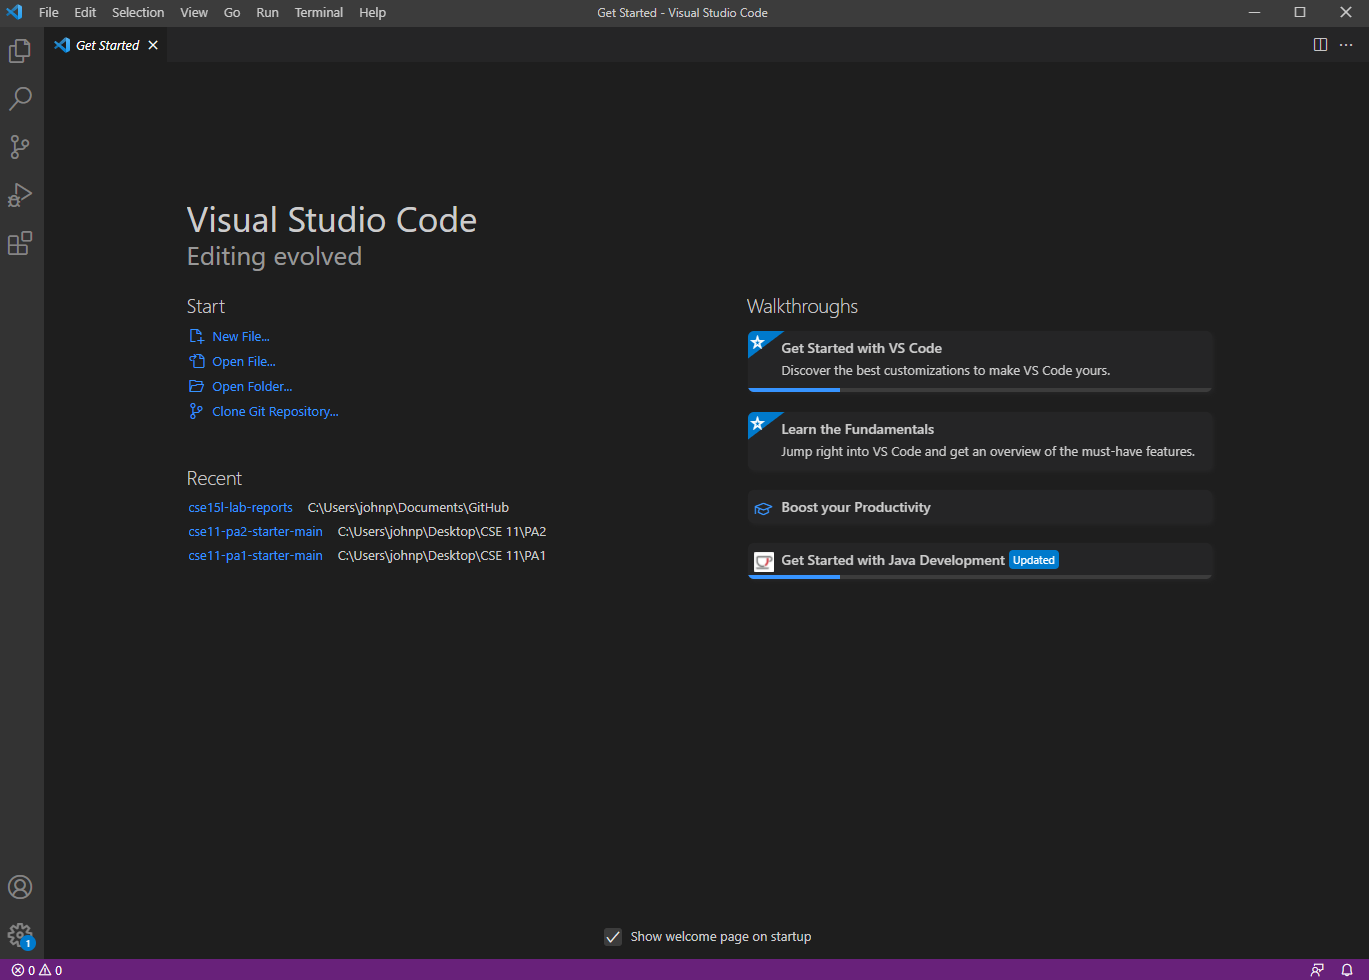 File Edit Selection View Go Run Terminal Help Get Started - Visual Studio Code
Get Started
Visual Studio Code
Editing evolved
Start
New File...
Open File...
Open Folder...
Clone Git Repository...
Recent
cse15l-lab-reports C:\Users\johnp\Documents\GitHub
cse11-pa2-starter-main C:\Users\johnp\Desktop\CSE 11\PA2
cse11-pa1-starter-main C:\Users\johnp\Desktop\CSE 11\PA1
Walkthroughs
Get Started with VS Code
Discover the best customizations to make VS Code yours.
Learn the Fundamentals
Jump right into VS Code and get an overview of the must-have features.
Boost your Productivity
Get Started with Java Development Updated
Show welcome page on startup
1
0 0